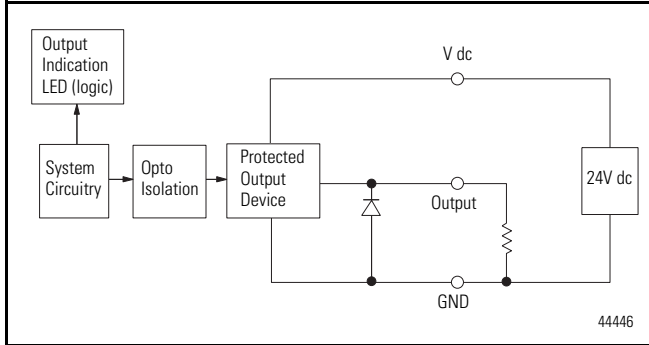 Output
Indication
LED (logic)
V dc
System
Circuitry
Opto
Isolation
Protected
Output
Device
24V dc
Output
GND
44446